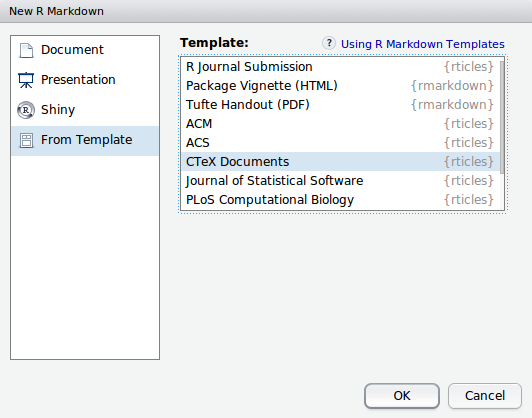 New R Markdown
Document
Presentation
R Shiny
From Template
Template:
? Using R Markdown Templates
R Journal Submission {rticles}
Package Vignette (HTML) {rmarkdown}
Tufte Handout (PDF) {rmarkdown}
ACM {rticles}
ACS {rticles}
CTeX Documents {rticles}
Journal of Statistical Software {rticles}
PLoS Computational Biology {rticles}
OK Cancel